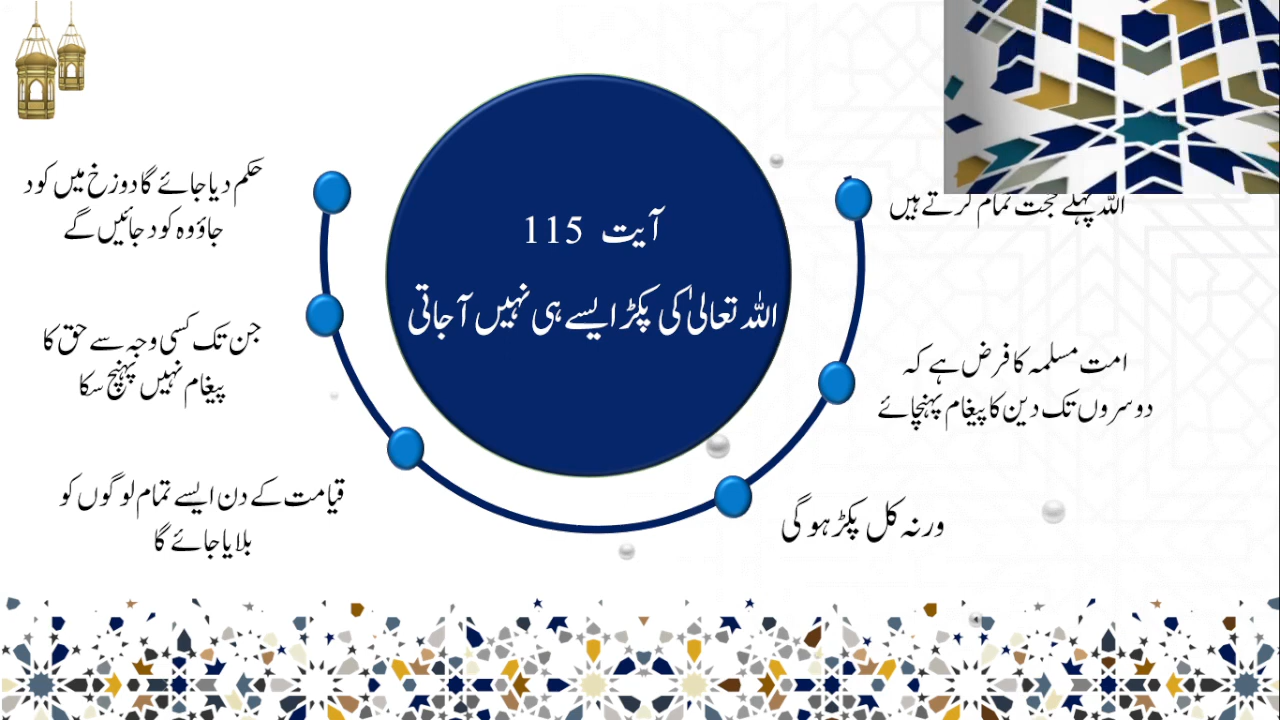 آیت 115
اللہ تعالیٰ کی پکڑ ایسے ہی نہیں آ جاتی
اللہ پہلے حجت تمام کرتے ہیں
امت مسلمہ کا فرض ہے کہ
دوسروں تک دین کا پیغام پہنچائے
ورنہ کل پکڑ ہو گی
حکم دیا جائے گا دوزخ میں کود
جاؤ وہ کود جائیں گے
جن تک کسی وجہ سے حق کا
پیغام نہیں پہنچ سکا
قیامت کے دن ایسے تمام لوگوں کو
بلایا جائے گا